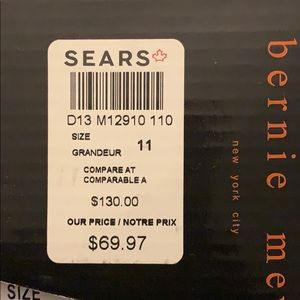 SEARS
D13 M12910 110
SIZE
GRANDEUR 11
COMPARE AT
COMPARABLE A
$130.00
OUR PRICE / NOTRE PRIX
$69.97
bernie
new york city
SIZE